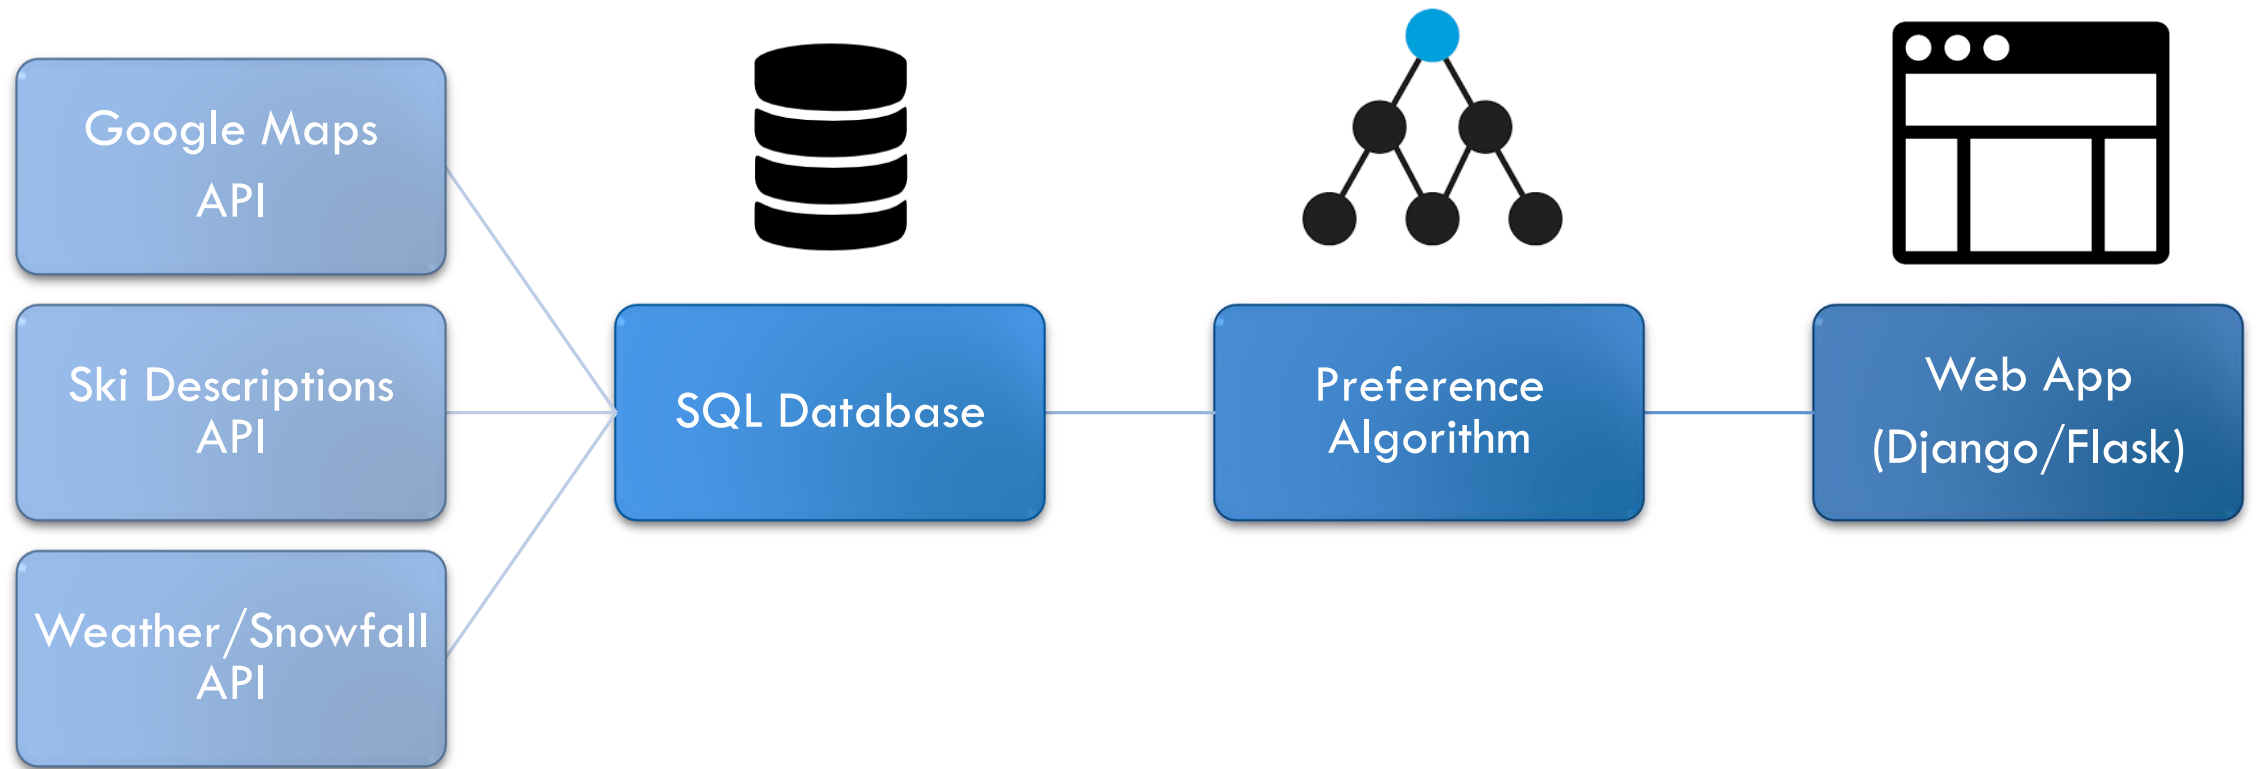 Google Maps
API
Ski Descriptions
API
Weather/Snowfall
API
SQL Database
Preference
Algorithm
Web App
(Django/Flask)